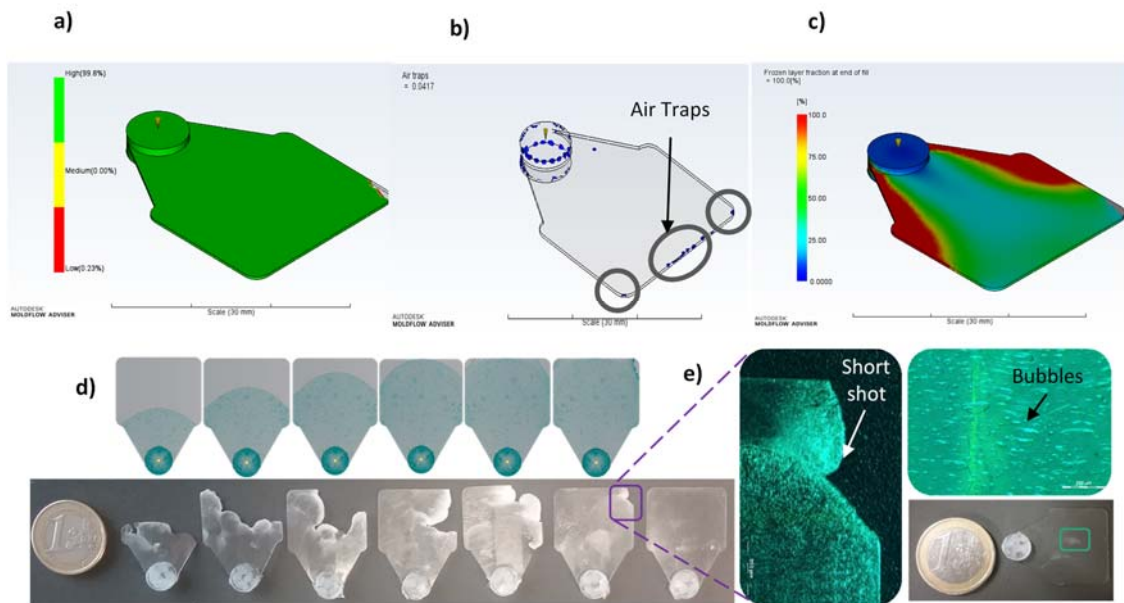 a)
High(99.8%)
Medium(0.00%)
Low(0.23%)
AUTODESK
MOLDFLOW ADVISER
Scale (30 mm)
b)
Air traps
= 0.0417
Air Traps
AUTODESK
MOLDFLOW ADVISER
Scale (30 mm)
c)
Frozen layer fraction at end of fill
= 100.0[%]
[%]
100.0
75.00
50.00
25.00
0.0000
AUTODESK
MOLDFLOW ADVISER
Scale (30 mm)
d)
1
e)
Short
shot
Bubbles